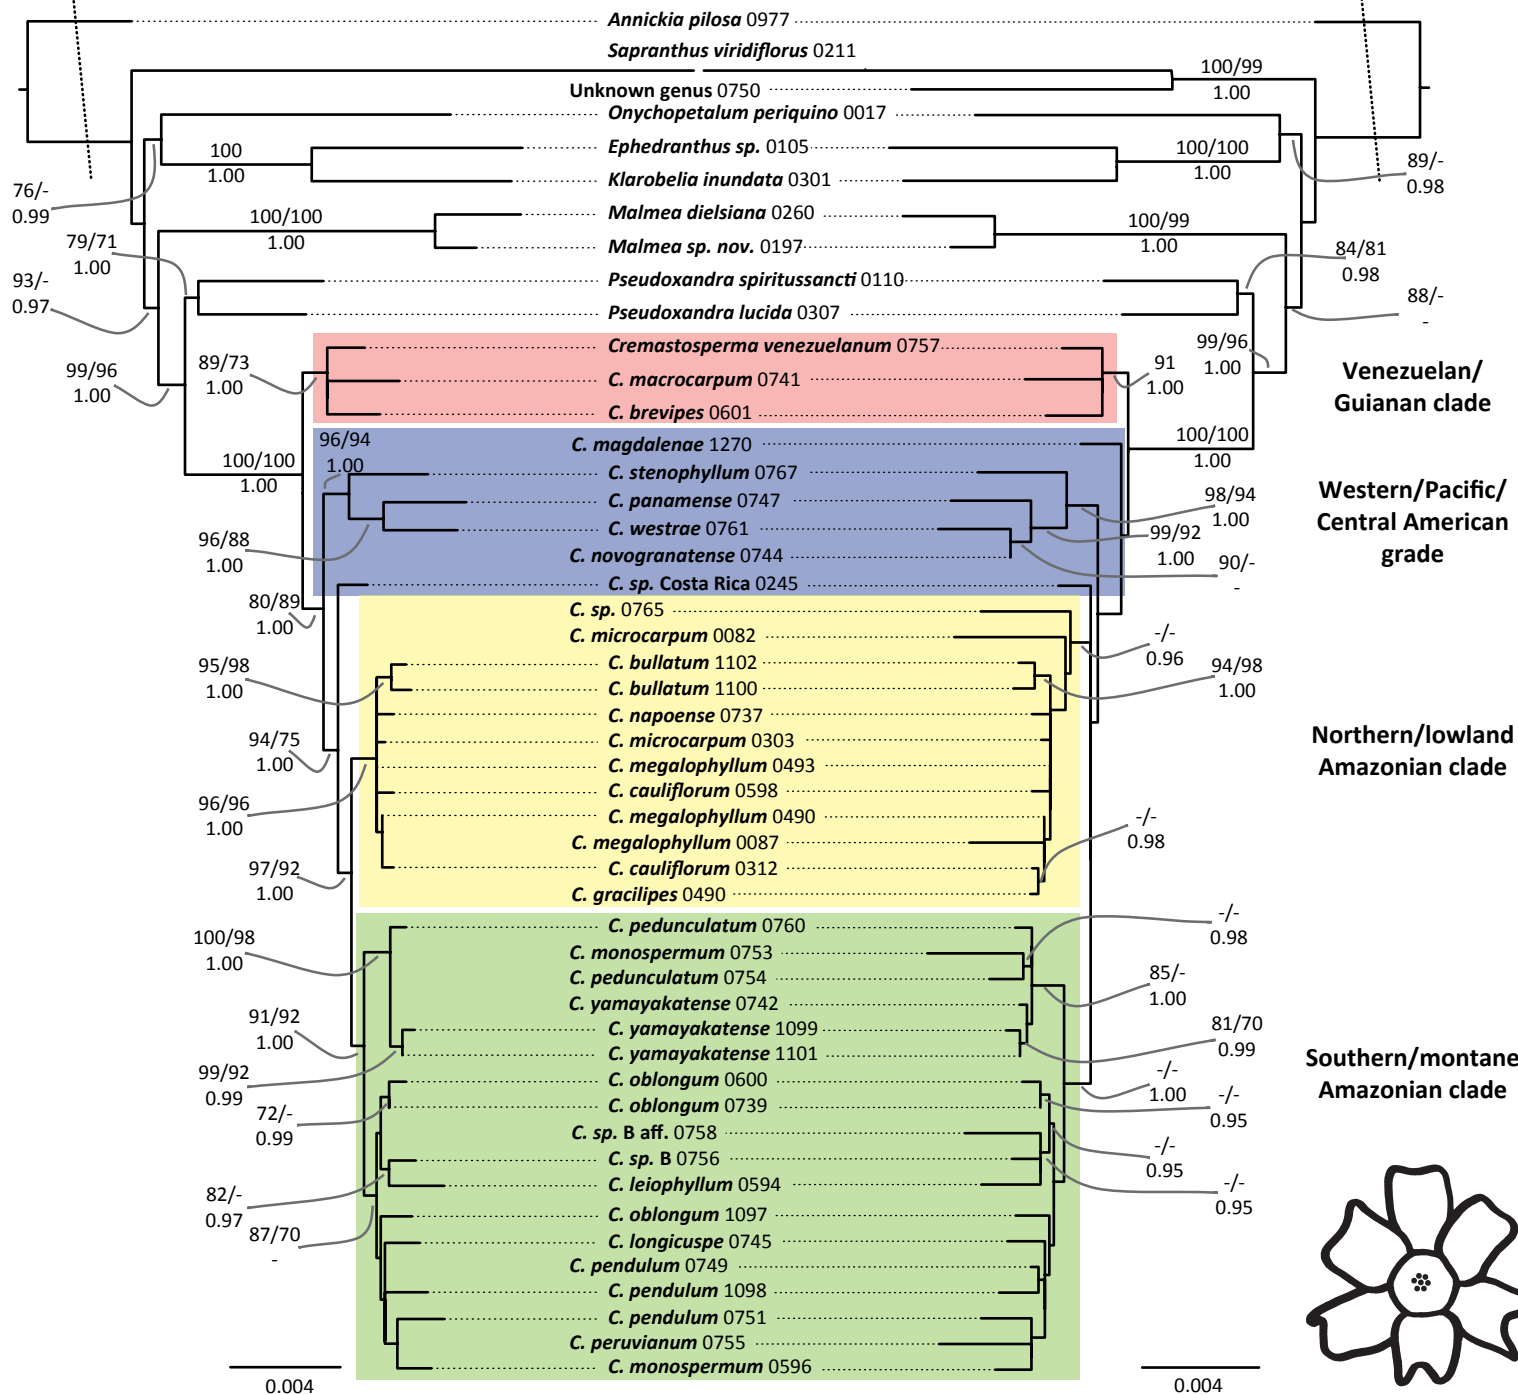 Annickia pilosa 0977
Sapranthus viridiflorus 0211
100/99
1.00
Unknown genus 0750
Onychopetalum periquino 0017
100
1.00
Ephedranthus sp. 0105
100/100
1.00
89/-
0.98
76/-
0.99
Klarobelia inundata 0301
100/100
1.00
Malmea dielsiana 0260
100/99
1.00
79/71
1.00
Malmea sp. nov. 0197
84/81
0.98
93/-
0.97
Pseudoxandra spiritussancti 0110
88/-
-
Pseudoxandra lucida 0307
99/96
1.00
89/73
1.00
Cremastosperma venezuelanum 0757
C. macrocarpum 0741
C. brevipes 0601
91
1.00
99/96
1.00
Venezuelan/
Guianan clade
100/100
1.00
96/94
1.00
C. magdalenae 1270
100/100
1.00
C. stenophyllum 0767
C. panamense 0747
C. westrae 0761
C. novogranatense 0744
98/94
1.00
99/92
1.00
90/-
-
Western/Pacific/
Central American
grade
96/88
1.00
C. sp. Costa Rica 0245
80/89
1.00
C. sp. 0765
C. microcarpum 0082
-/-
0.96
95/98
1.00
C. bullatum 1102
C. bullatum 1100
94/98
1.00
C. napoense 0737
94/75
1.00
C. microcarpum 0303
C. megalophyllum 0493
Northern/lowland
Amazonian clade
96/96
1.00
C. cauliflorum 0598
C. megalophyllum 0490
-/-
0.98
C. megalophyllum 0087
97/92
1.00
C. cauliflorum 0312
C. gracilipes 0490
C. pedunculatum 0760
-/-
0.98
100/98
1.00
C. monospermum 0753
C. pedunculatum 0754
85/-
1.00
C. yamayakatense 0742
91/92
1.00
C. yamayakatense 1099
81/70
0.99
C. yamayakatense 1101
99/92
0.99
C. oblongum 0600
-/-
1.00
Southern/montane
Amazonian clade
72/-
0.99
C. oblongum 0739
-/-
0.95
C. sp. B aff. 0758
-/-
0.95
C. sp. B 0756
C. leiophyllum 0594
-/-
0.95
82/-
0.97
C. oblongum 1097
87/70
-
C. longicuspe 0745
C. pendulum 0749
C. pendulum 1098
C. pendulum 0751
C. peruvianum 0755
C. monospermum 0596
0.004
0.004